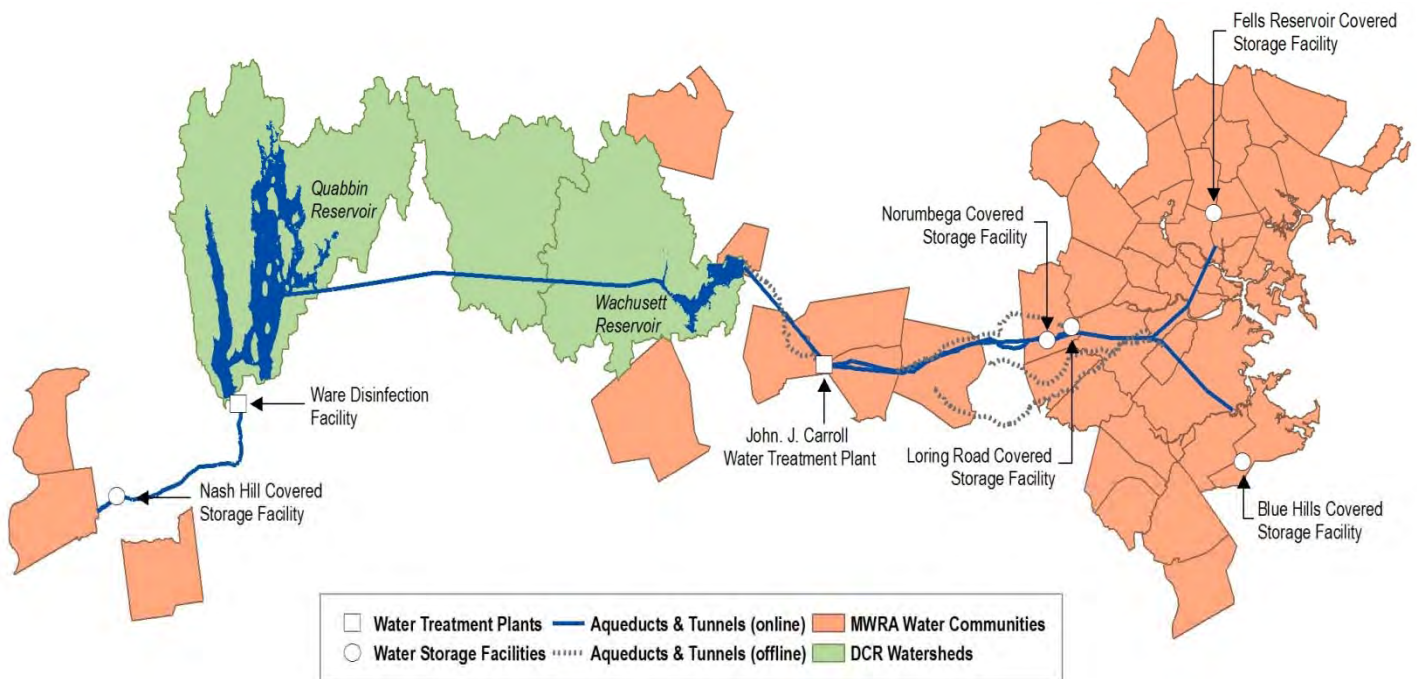 Fells Reservoir Covered
Storage Facility
Quabbin
Reservoir
Norumbega Covered
Storage Facility
Wachusett
Reservoir
Ware Disinfection
Facility
John. J. Carroll
Water Treatment Plant
Loring Road Covered
Storage Facility
Nash Hill Covered
Storage Facility
Blue Hills Covered
Storage Facility
Water Treatment Plants
Aqueducts & Tunnels (online)
MWRA Water Communities
Water Storage Facilities
Aqueducts & Tunnels (offline)
DCR Watersheds